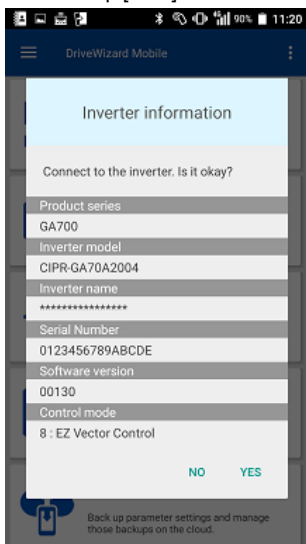 90% 11:20
DriveWizard Mobile
Inverter information
Connect to the inverter. Is it okay?
Product series
GA700
Inverter model
CIPR-GA70A2004
Inverter name
****************
Serial Number
0123456789ABCDE
Software version
00130
Control mode
8 : EZ Vector Control
NO YES
Back up parameter settings and manage
those backups on the cloud.